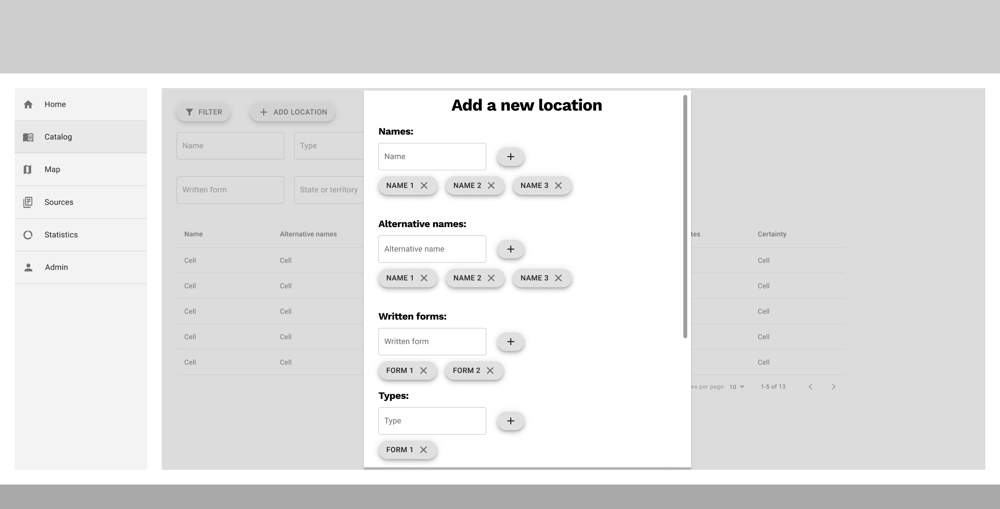 Home
Catalog
Map
Sources
Statistics
Admin
FILTER
ADD LOCATION
Name
Type
Written form
State or territory
Name Alternative names tes Certainty
Cell Cell Cell
Cell Cell Cell
Cell Cell Cell
Cell Cell Cell
Cell Cell Cell
ws per page: 10 1-5 of 13
Add a new location
Names:
Name
NAME 1 NAME 2 NAME 3
Alternative names:
Alternative name
NAME 1 NAME 2 NAME 3
Written forms:
Written form
FORM 1 FORM 2
Types:
Type
FORM 1